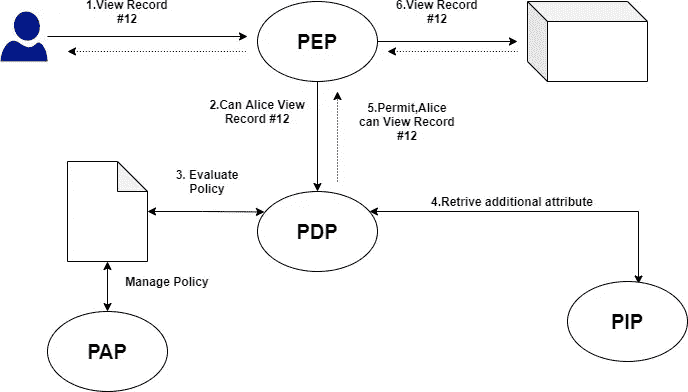 1.View Record
#12
6.View Record
#12
PEP
2.Can Alice View
Record #12
5.Permit,Alice
can View Record
#12
3. Evaluate
Policy
4.Retrive additional attribute
PDP
Manage Policy
PAP
PIP